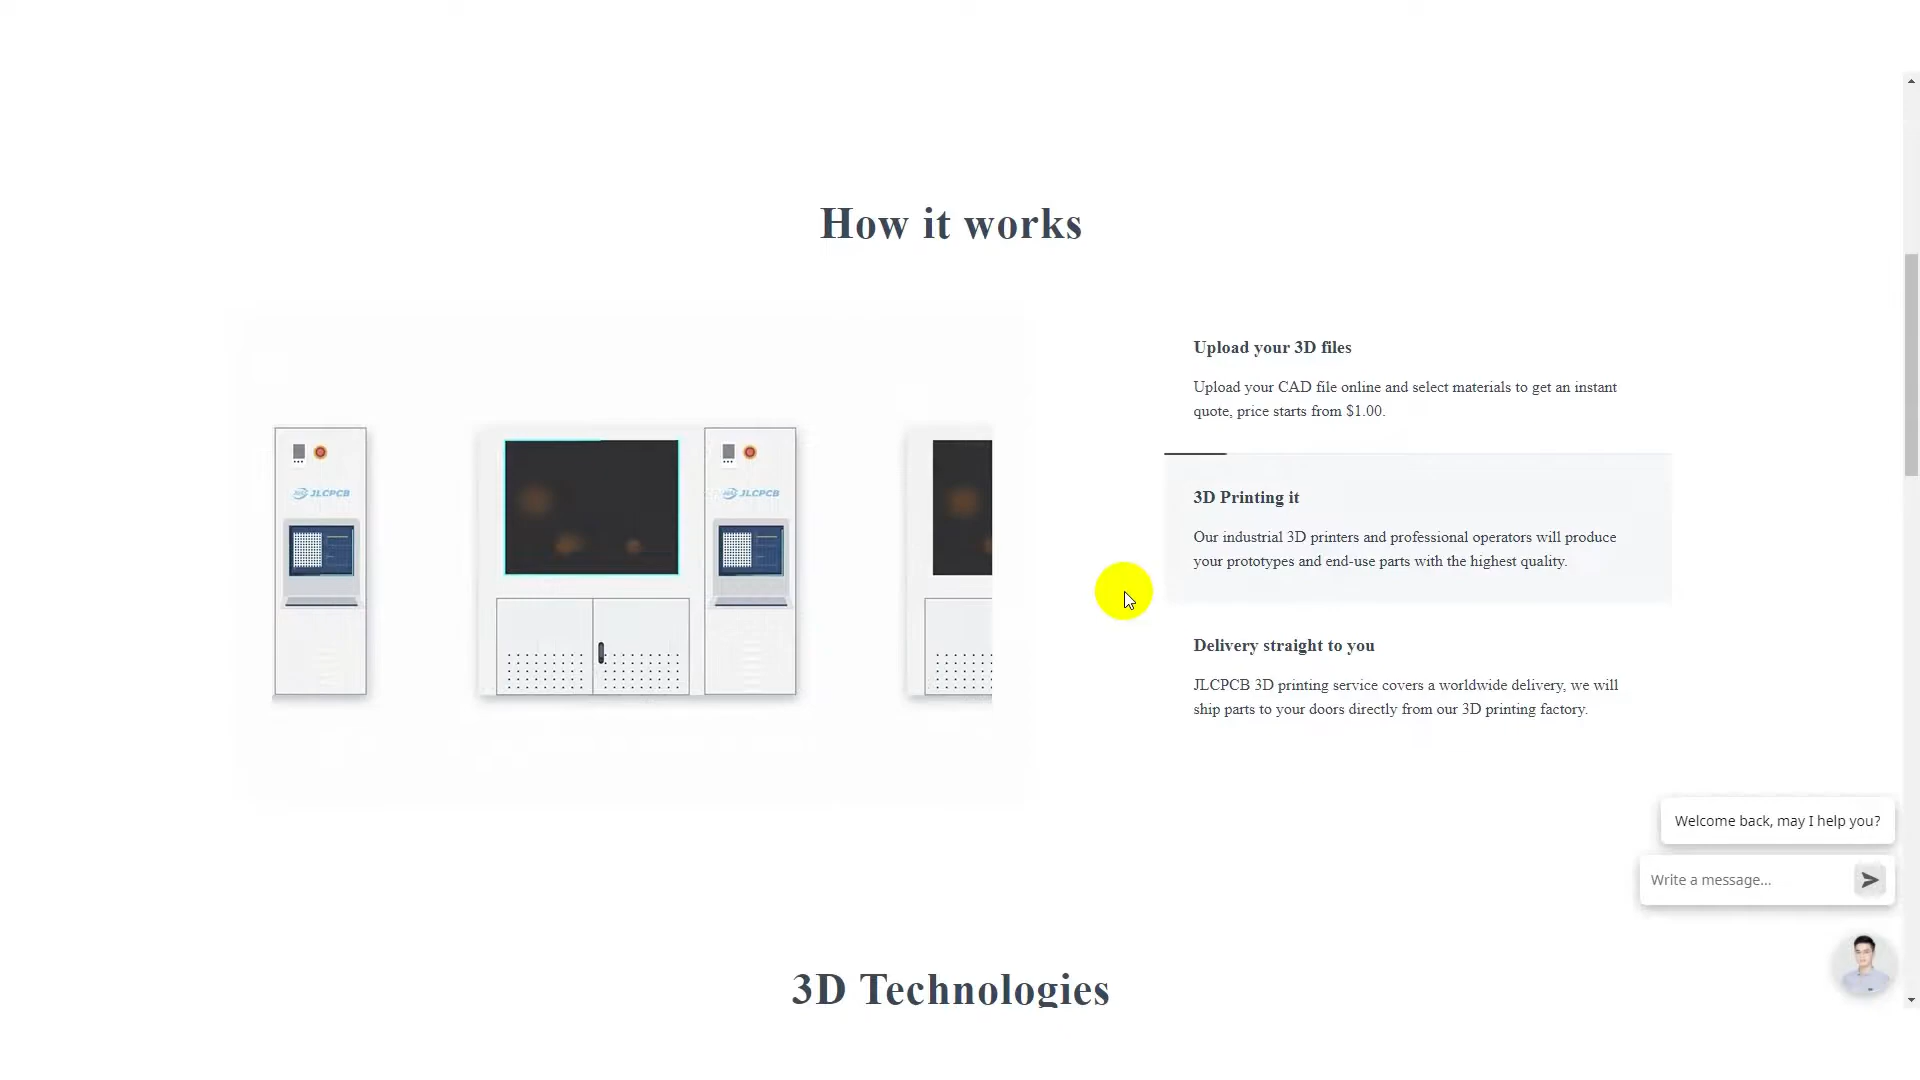 How it works
JLCPCB
JLCPCB
Upload your 3D files
Upload your CAD file online and select materials to get an instant
quote, price starts from $1.00.
3D Printing it
Our industrial 3D printers and professional operators will produce
your prototypes and end-use parts with the highest quality.
Delivery straight to you
JLCPCB 3D printing service covers a worldwide delivery, we will
ship parts to your doors directly from our 3D printing factory.
Welcome back, may I help you?
Write a message...
3D Technologies